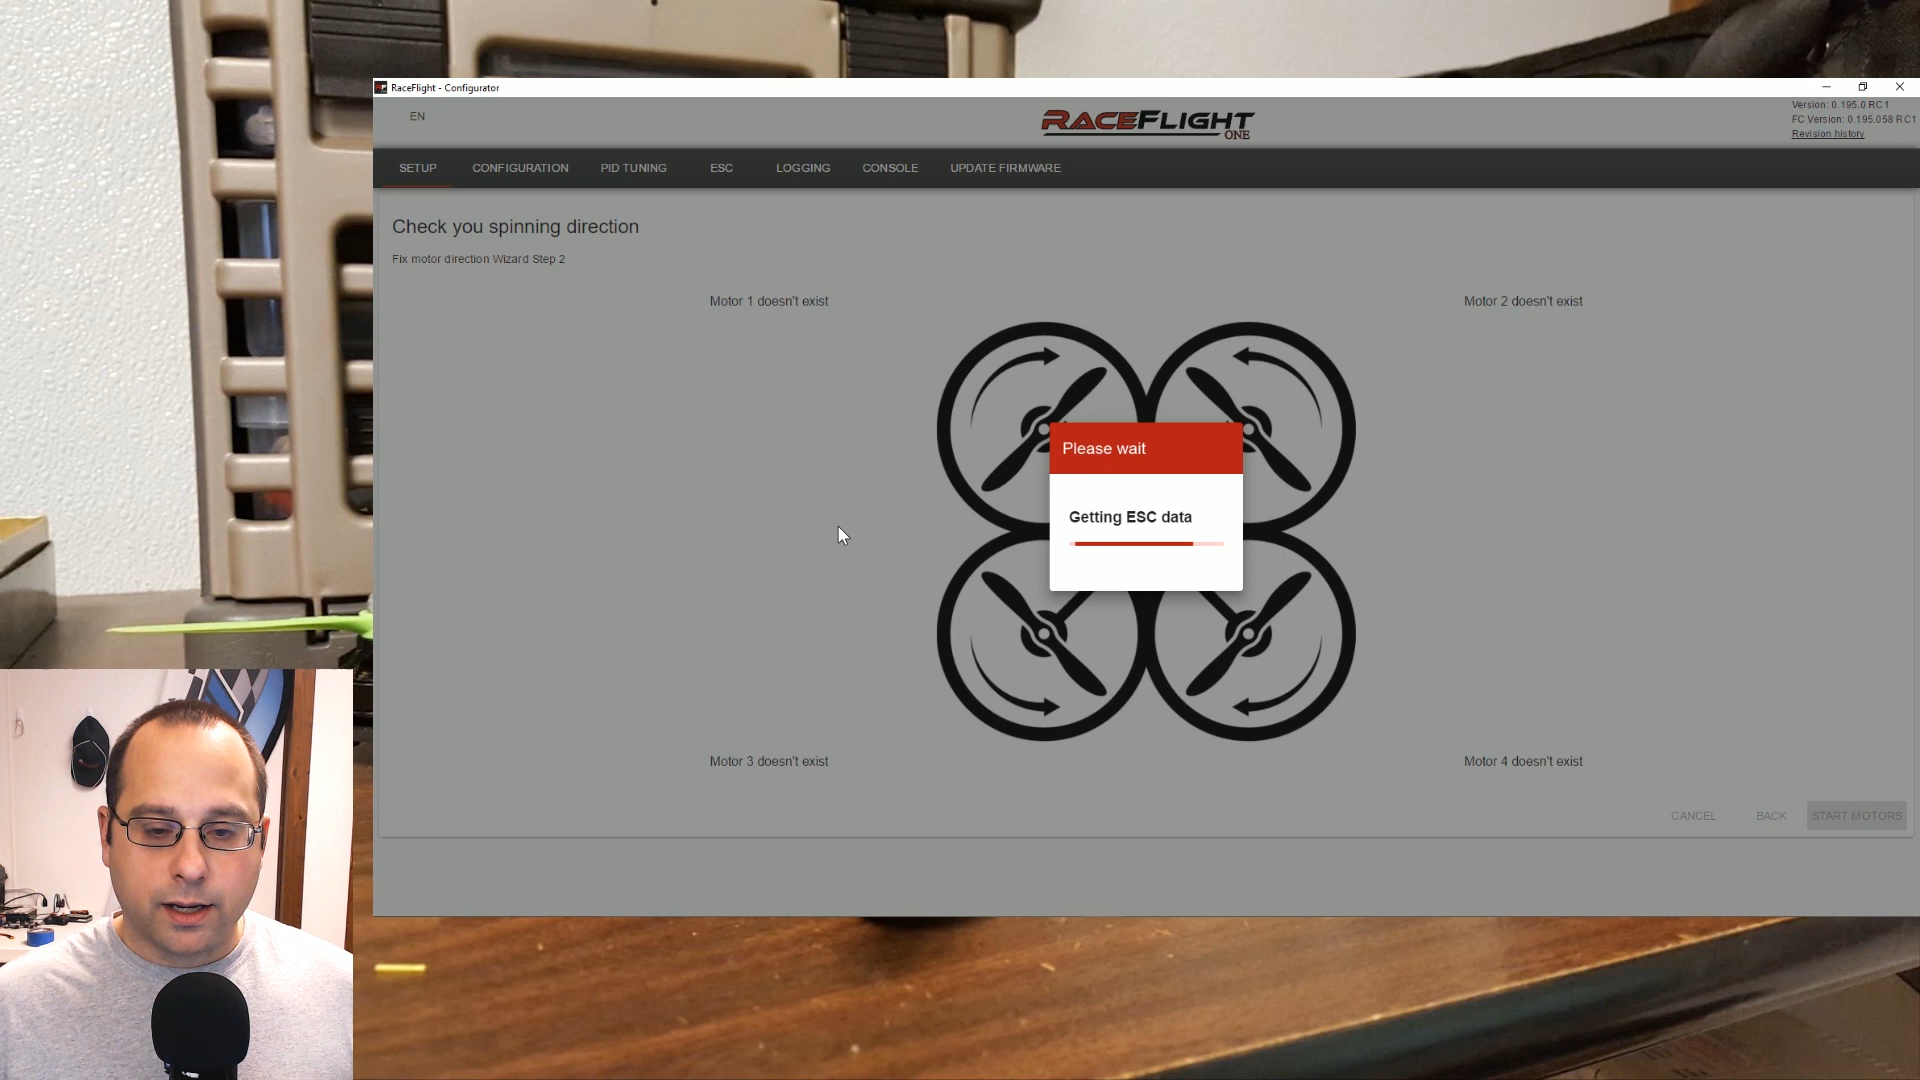 RaceFlight - Configurator
EN
RACEFLIGHT
ONE
Version: 0.195.0 RC1
FC Version: 0.195.058 RC1
Revision history
SETUP CONFIGURATION PID TUNING ESC LOGGING CONSOLE UPDATE FIRMWARE
Check you spinning direction
Fix motor direction Wizard Step 2
Motor 1 doesn't exist
Motor 2 doesn't exist
Please wait
Getting ESC data
Motor 3 doesn't exist
Motor 4 doesn't exist
CANCEL BACK START MOTORS